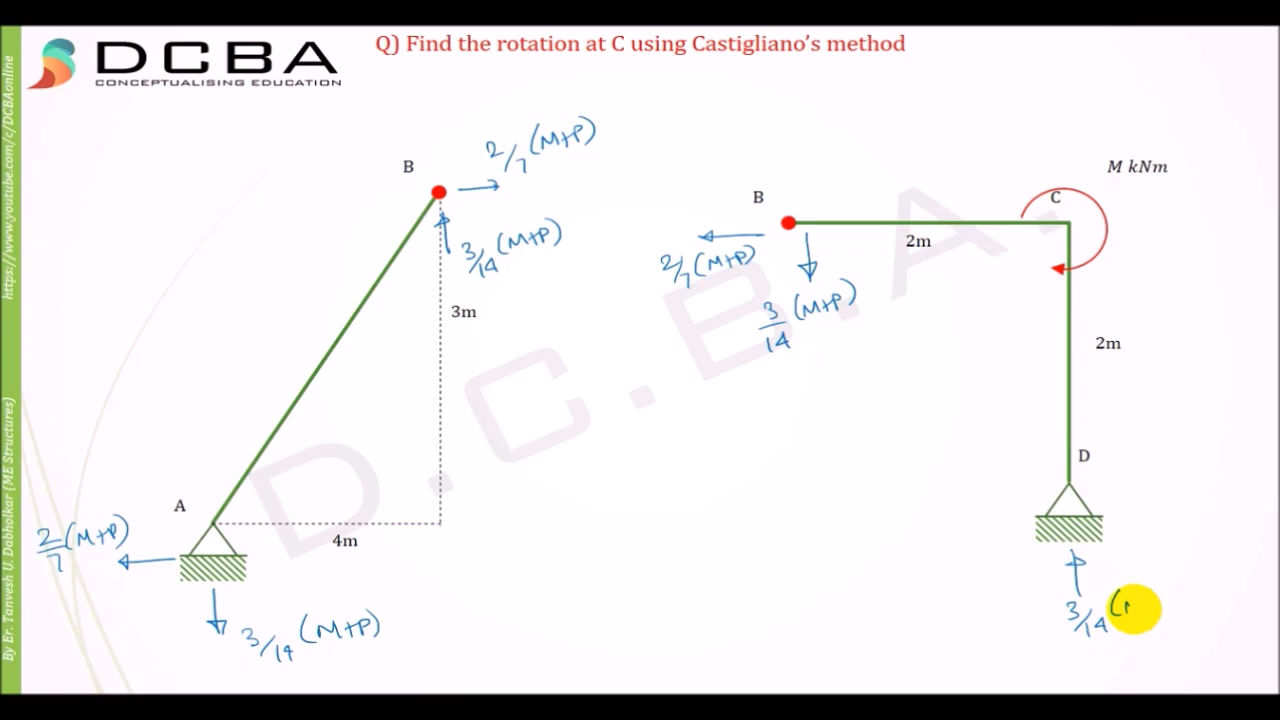 Q) Find the rotation at C using Castigliano's method
DCBA
CONCEPTUALISING EDUCATION
By Er. Tanvesh U. Dabholkar (ME Structures)
https://www.youtube.com/c/DCBAonline
D.C.B.A.
B
2/7 (M+P)
3/14 (M+P)
3m
A
4m
2/7 (M+P)
3/14 (M+P)
M kNm
B
C
2m
2/7 (M+P)
3/14 (M+P)
2m
D
3/14 (